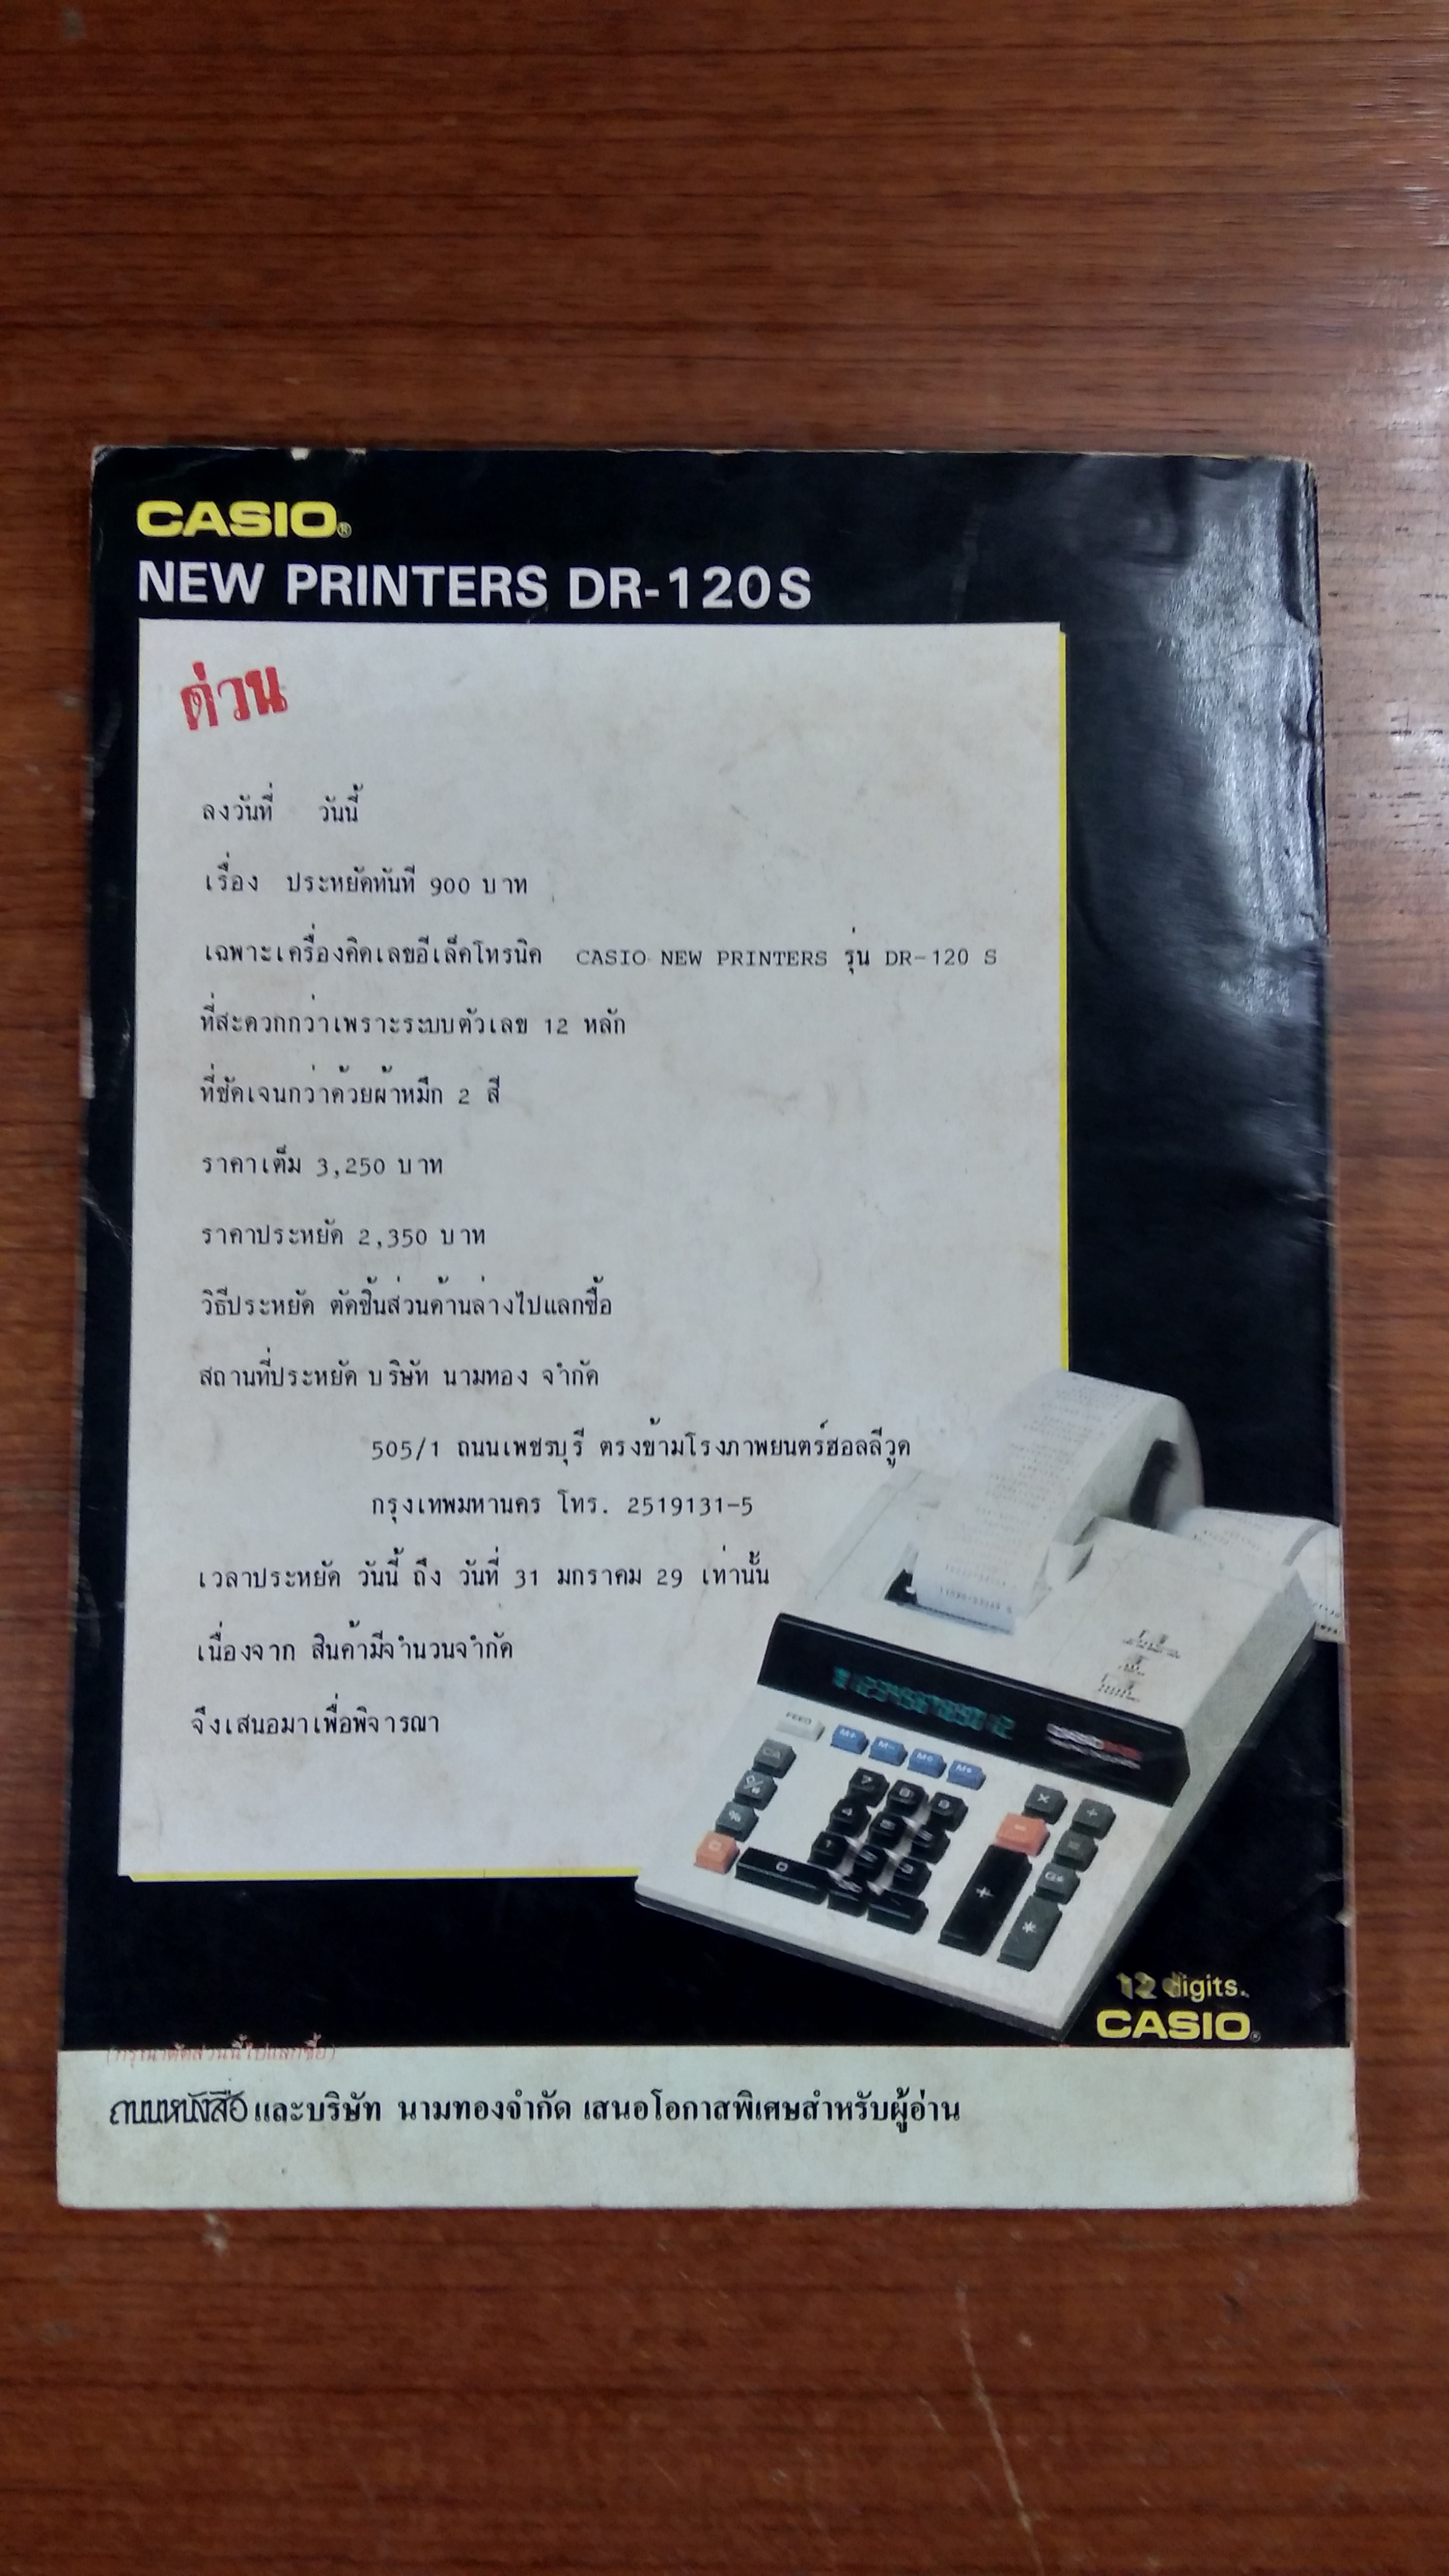 CASIO®
NEW PRINTERS DR-120S
ด่วน
ลงวันที่ วันนี้
เรื่อง ประหยัดทันที 900 บาท
เฉพาะเครื่องคิดเลขอีเล็คโทรนิค CASIO NEW PRINTERS รุ่น DR-120 S
ที่สะดวกกว่าเพราะระบบตัวเลข 12 หลัก
ที่ชัดเจนกว่าด้วยผ้าหมึก 2 สี
ราคาเต็ม 3,250 บาท
ราคาประหยัด 2,350 บาท
วิธีประหยัด ตัดชิ้นส่วนด้านล่างไปแลกซื้อ
สถานที่ประหยัด บริษัท นามทอง จำกัด
505/1 ถนนเพชรบุรี ตรงข้ามโรงภาพยนตร์ฮอลลีวูด
กรุงเทพมหานคร โทร. 2519131-5
เวลาประหยัด วันนี้ ถึง วันที่ 31 มกราคม 29 เท่านั้น
เนื่องจาก สินค้ามีจำนวนจำกัด
จึงเสนอมาเพื่อพิจารณา
FEED
12 digits.
CASIO®
(กรุณาตัดส่วนนี้ไปแลกซื้อ)
ถนนหนังสือ และบริษัท นามทองจำกัด เสนอโอกาสพิเศษสำหรับผู้อ่าน